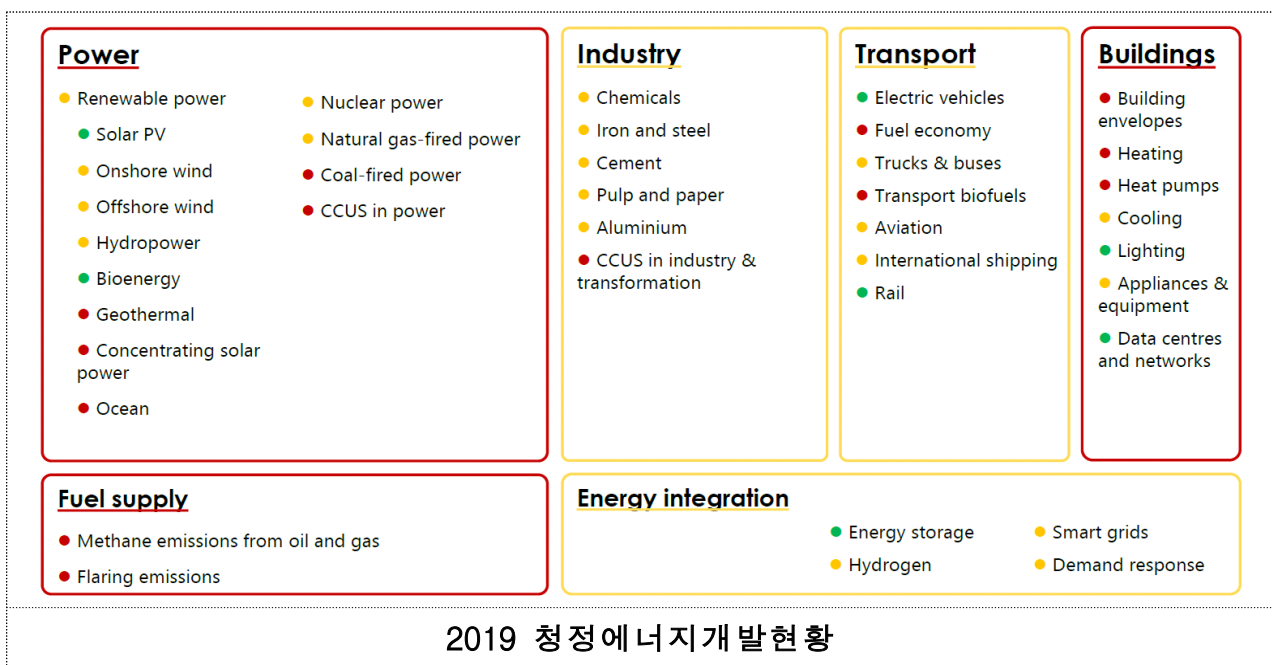 Power
Renewable power
Solar PV
Onshore wind
Offshore wind
Hydropower
Bioenergy
Geothermal
Concentrating solar
power
Ocean
Nuclear power
Natural gas-fired power
Coal-fired power
CCUS in power
Industry
Chemicals
Iron and steel
Cement
Pulp and paper
Aluminium
CCUS in industry &
transformation
Transport
Electric vehicles
Fuel economy
Trucks & buses
Transport biofuels
Aviation
International shipping
Rail
Buildings
Building
envelopes
Heating
Heat pumps
Cooling
Lighting
Appliances &
equipment
Data centres
and networks
Fuel supply
Methane emissions from oil and gas
Flaring emissions
Energy integration
Energy storage
Hydrogen
Smart grids
Demand response
2019 청정에너지개발현황